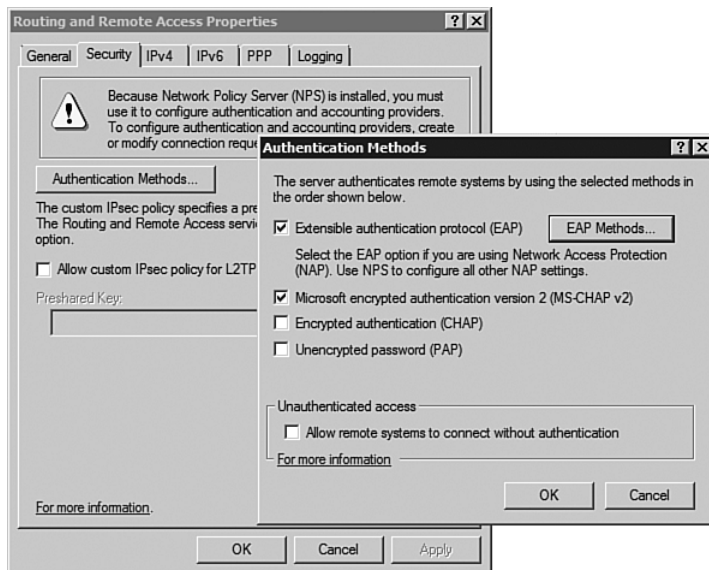 Routing and Remote Access Properties
General Security IPv4 IPv6 PPP Logging
Because Network Policy Server (NPS) is installed, you must
use it to configure authentication and accounting providers.
To configure authentication and accounting providers, create
or modify connection reque
Authentication Methods...
The custom IPsec policy specifies a pre
The Routing and Remote Access servi
option.
Allow custom IPsec policy for L2TP
Preshared Key:
For more information.
OK Cancel Apply
Authentication Methods
The server authenticates remote systems by using the selected methods in
the order shown below.
Extensible authentication protocol (EAP) EAP Methods...
Select the EAP option if you are using Network Access Protection
(NAP). Use NPS to configure all other NAP settings.
Microsoft encrypted authentication version 2 (MS-CHAP v2)
Encrypted authentication (CHAP)
Unencrypted password (PAP)
Unauthenticated access
Allow remote systems to connect without authentication
For more information
OK Cancel